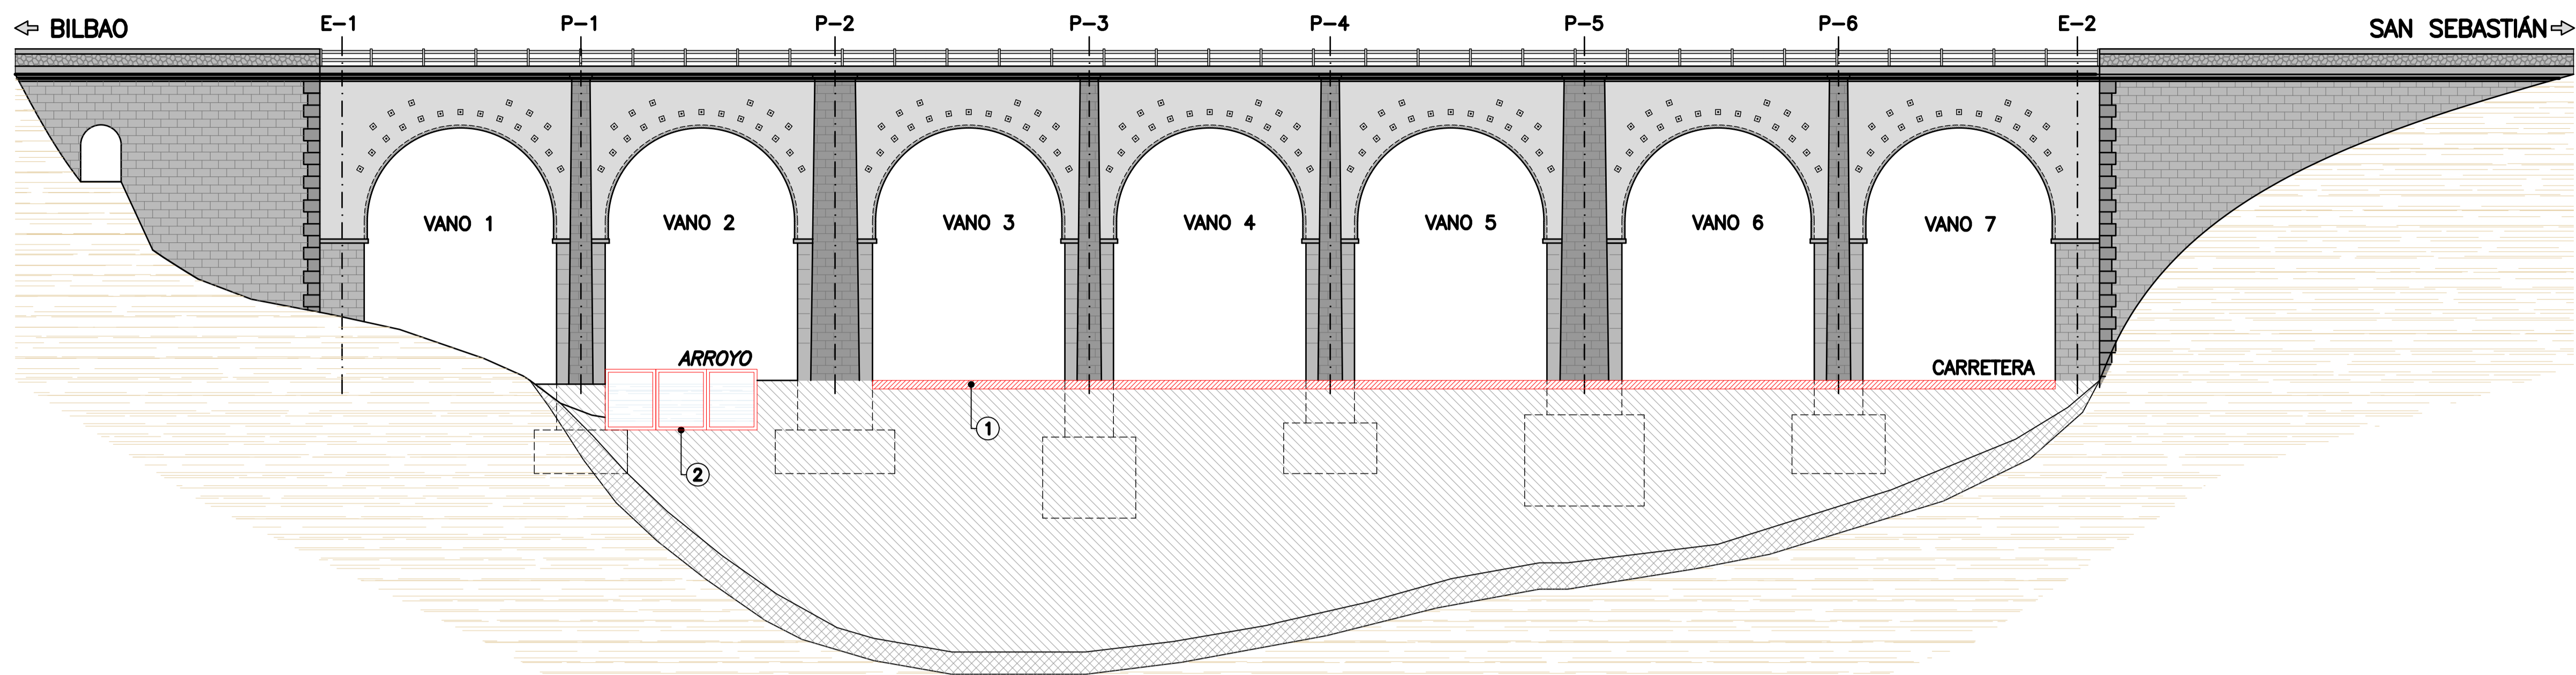 BILBAO
E-1
P-1
P-2
P-3
P-4
P-5
P-6
E-2
SAN SEBASTIÁN
VANO 1
VANO 2
VANO 3
VANO 4
VANO 5
VANO 6
VANO 7
ARROYO
CARRETERA
1
2